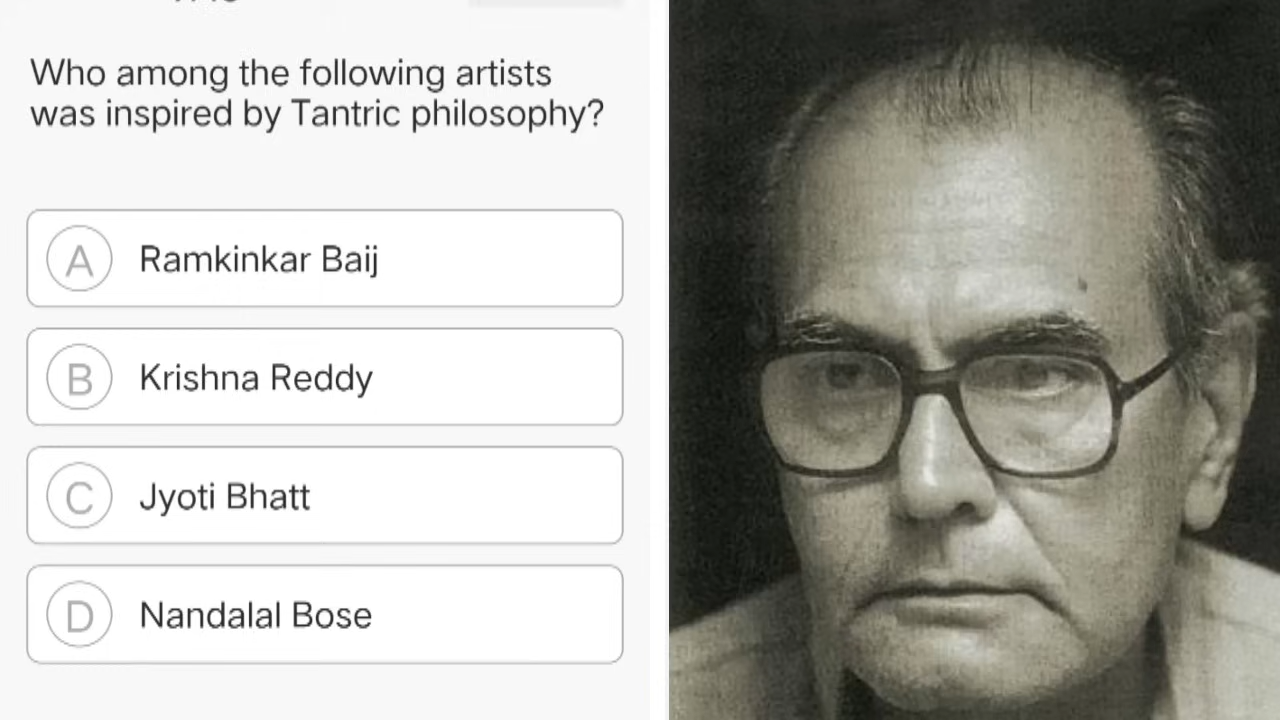 Who among the following artists
was inspired by Tantric philosophy?
A Ramkinkar Baij
B Krishna Reddy
C Jyoti Bhatt
D Nandalal Bose